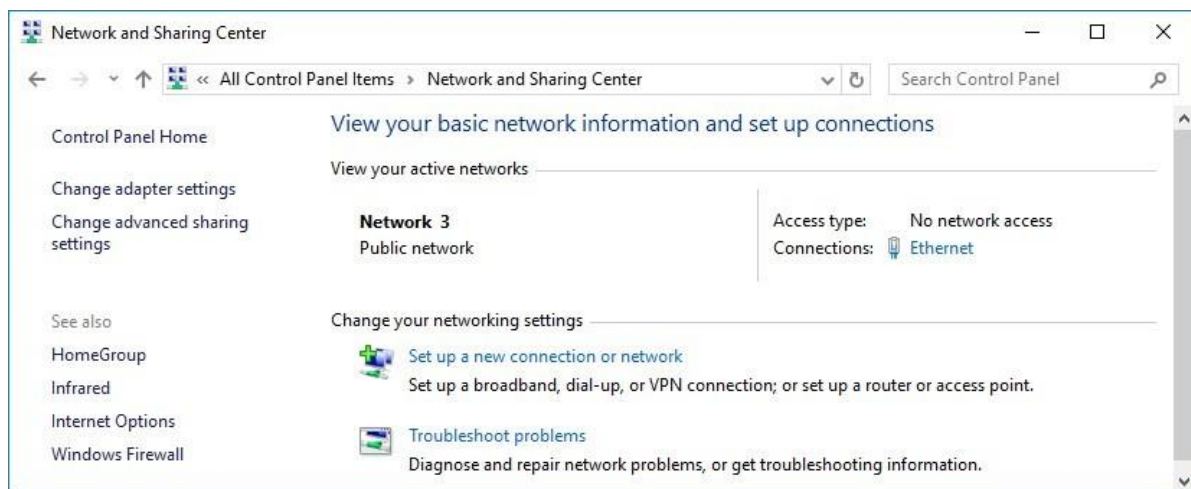 Network and Sharing Center
« All Control Panel Items > Network and Sharing Center
Search Control Panel
Control Panel Home
Change adapter settings
Change advanced sharing
settings
See also
HomeGroup
Infrared
Internet Options
Windows Firewall
View your basic network information and set up connections
View your active networks
Network 3
Public network
Access type: No network access
Connections: Ethernet
Change your networking settings
Set up a new connection or network
Set up a broadband, dial-up, or VPN connection; or set up a router or access point.
Troubleshoot problems
Diagnose and repair network problems, or get troubleshooting information.